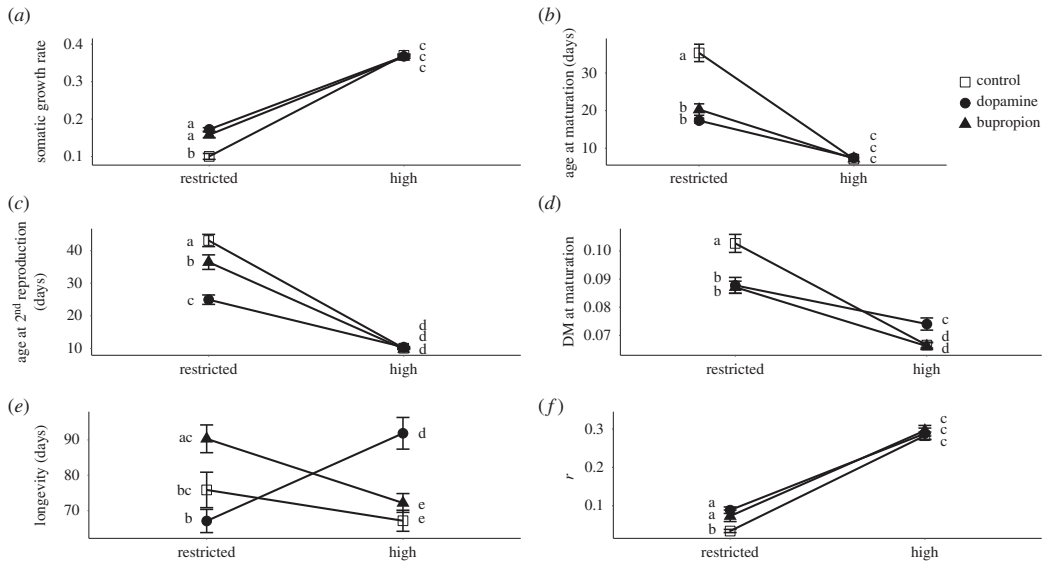 (a)
somatic growth rate
0.4
0.3
0.2
0.1
a
a
b
c
c
c
restricted
high
(b)
age at maturation (days)
30
20
10
a
b
b
c
c
c
restricted
high
control
dopamine
bupropion
(c)
age at 2nd reproduction
(days)
40
30
20
10
a
b
c
d
d
d
restricted
high
(d)
DM at maturation
0.10
0.09
0.08
0.07
a
b
b
c
d
d
restricted
high
(e)
longevity (days)
90
80
70
ac
bc
b
d
e
e
restricted
high
(f)
r
0.3
0.2
0.1
a
a
b
c
c
c
restricted
high